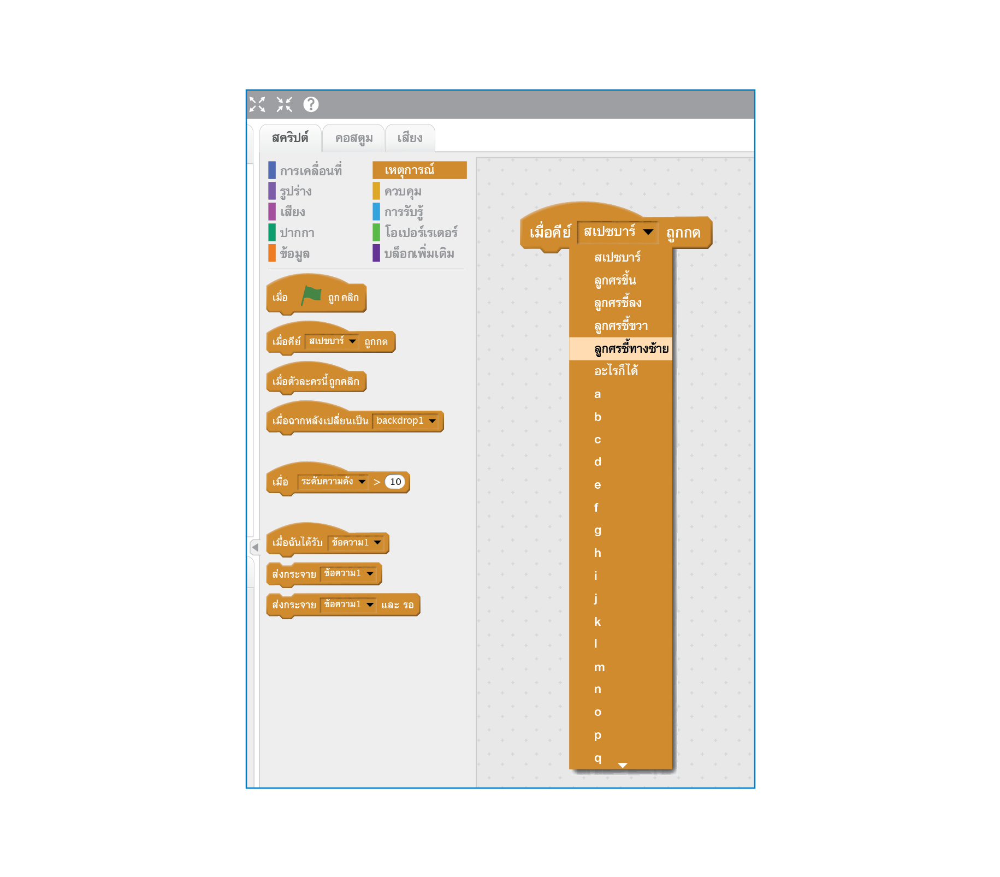 สคริปต์ คอสตูม เสียง
การเคลื่อนที่ เหตุการณ์
รูปร่าง ควบคุม
เสียง การรับรู้
ปากกา โอเปอร์เรเตอร์
ข้อมูล บล็อกเพิ่มเติม
เมื่อ ถูก คลิก
เมื่อคีย์ สเปซบาร์ ถูกกด
เมื่อตัวละครนี้ ถูกคลิก
เมื่อฉากหลังเปลี่ยนเป็น backdrop1
เมื่อ ระดับความดัง > 10
เมื่อฉันได้รับ ข้อความ1
ส่งกระจาย ข้อความ1
ส่งกระจาย ข้อความ1 และ รอ
เมื่อคีย์ สเปซบาร์ ถูกกด
สเปซบาร์
ลูกศรขึ้น
ลูกศรชี้ลง
ลูกศรชี้ขวา
ลูกศรชี้ทางซ้าย
อะไรก็ได้
a
b
c
d
e
f
g
h
i
j
k
l
m
n
o
p
q